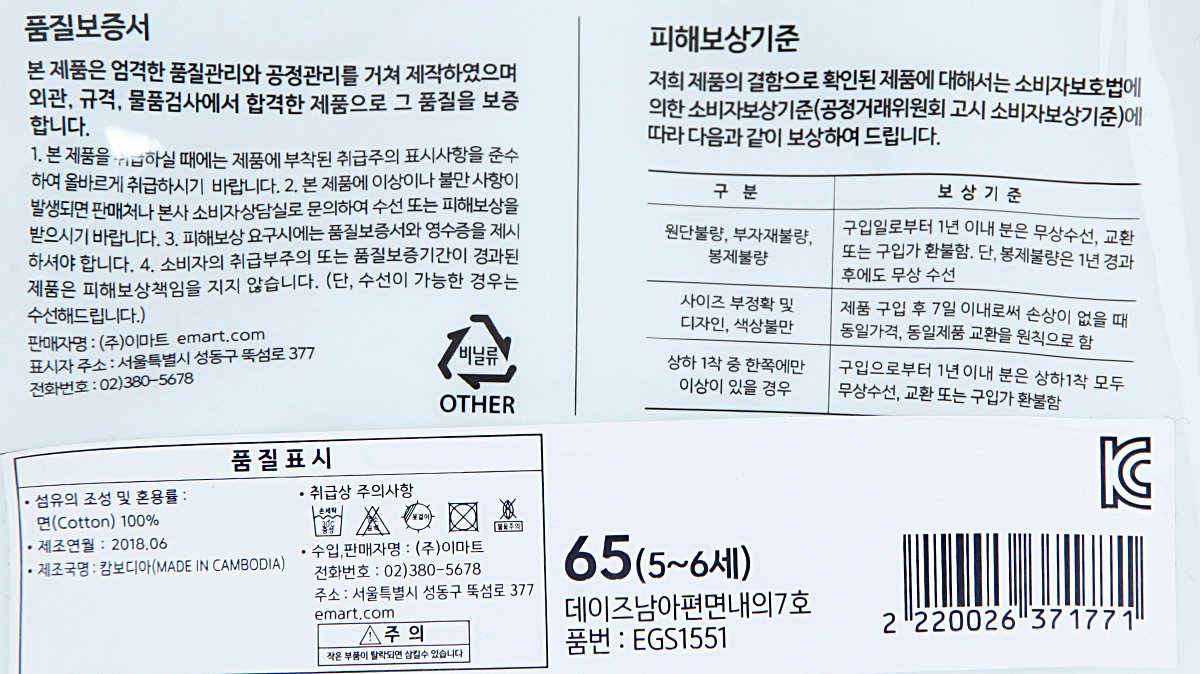 품질보증서
본 제품은 엄격한 품질관리와 공정관리를 거쳐 제작하였으며
외관, 규격, 물품검사에서 합격한 제품으로 그 품질을 보증
합니다.
1. 본 제품을 취급하실 때에는 제품에 부착된 취급주의 표시사항을 준수
하여 올바르게 취급하시기 바랍니다. 2. 본 제품에 이상이나 불만 사항이
발생되면 판매처나 본사 소비자상담실로 문의하여 수선 또는 피해보상을
받으시기 바랍니다. 3. 피해보상 요구시에는 품질보증서와 영수증을 제시
하셔야 합니다. 4. 소비자의 취급부주의 또는 품질보증기간이 경과된
제품은 피해보상책임을 지지 않습니다. (단, 수선이 가능한 경우는
수선해드립니다.)
판매자명 : (주)이마트 emart.com
표시자 주소 : 서울특별시 성동구 뚝섬로 377
전화번호 : 02)380-5678
비닐류
OTHER
피해보상기준
저희 제품의 결함으로 확인된 제품에 대해서는 소비자보호법에
의한 소비자보상기준(공정거래위원회 고시 소비자보상기준)에
따라 다음과 같이 보상하여 드립니다.
구 분 보 상 기 준
원단불량, 부자재불량,
봉제불량
구입일로부터 1년 이내 분은 무상수선, 교환
또는 구입가 환불함. 단, 봉제불량은 1년 경과
후에도 무상 수선
사이즈 부정확 및
디자인, 색상불만
제품 구입 후 7일 이내로써 손상이 없을 때
동일가격, 동일제품 교환을 원칙으로 함
상하 1착 중 한쪽에만
이상이 있을 경우
구입으로부터 1년 이내 분은 상하1착 모두
무상수선, 교환 또는 구입가 환불함
품질표시
• 섬유의 조성 및 혼용률 :
면(Cotton) 100%
• 제조연월 : 2018.06
• 제조국명 : 캄보디아(MADE IN CAMBODIA)
• 취급상 주의사항
손세탁
30℃
중성
옷걸이
불꽃주의
• 수입,판매자명 : (주)이마트
전화번호 : 02)380-5678
주소 : 서울특별시 성동구 뚝섬로 377
emart.com
주 의
작은 부품이 탈락되면 삼킬수 있습니다
65(5~6세)
데이즈남아편면내의7호
품번 : EGS1551
KC
2 220026 371771